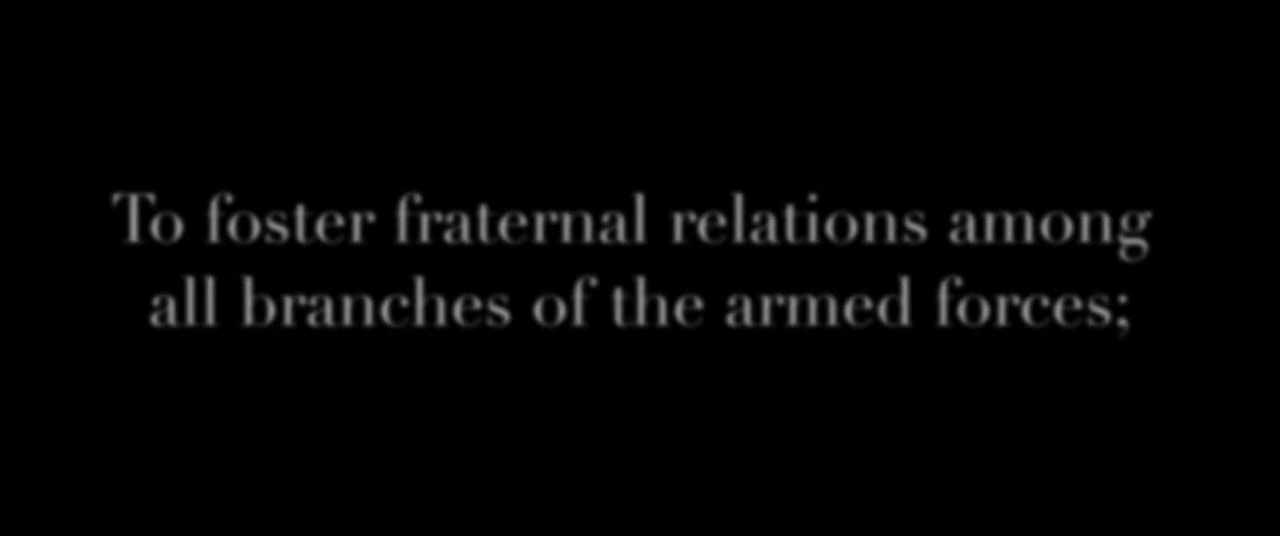 To foster fraternal relations among
all branches of the armed forces;